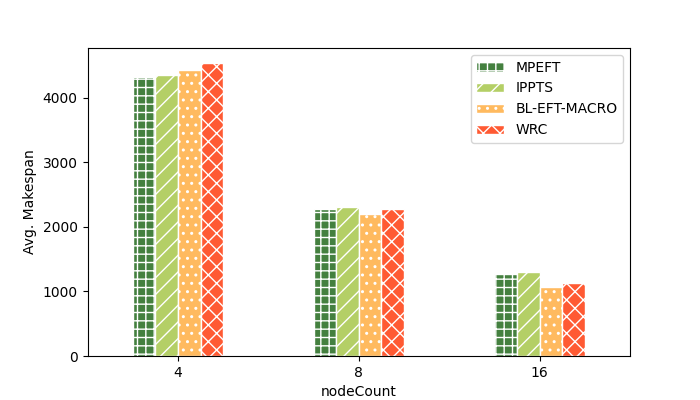 MPEFT
IPPTS
BL-EFT-MACRO
WRC
Avg. Makespan
4000
3000
2000
1000
0
4 8 16
nodeCount